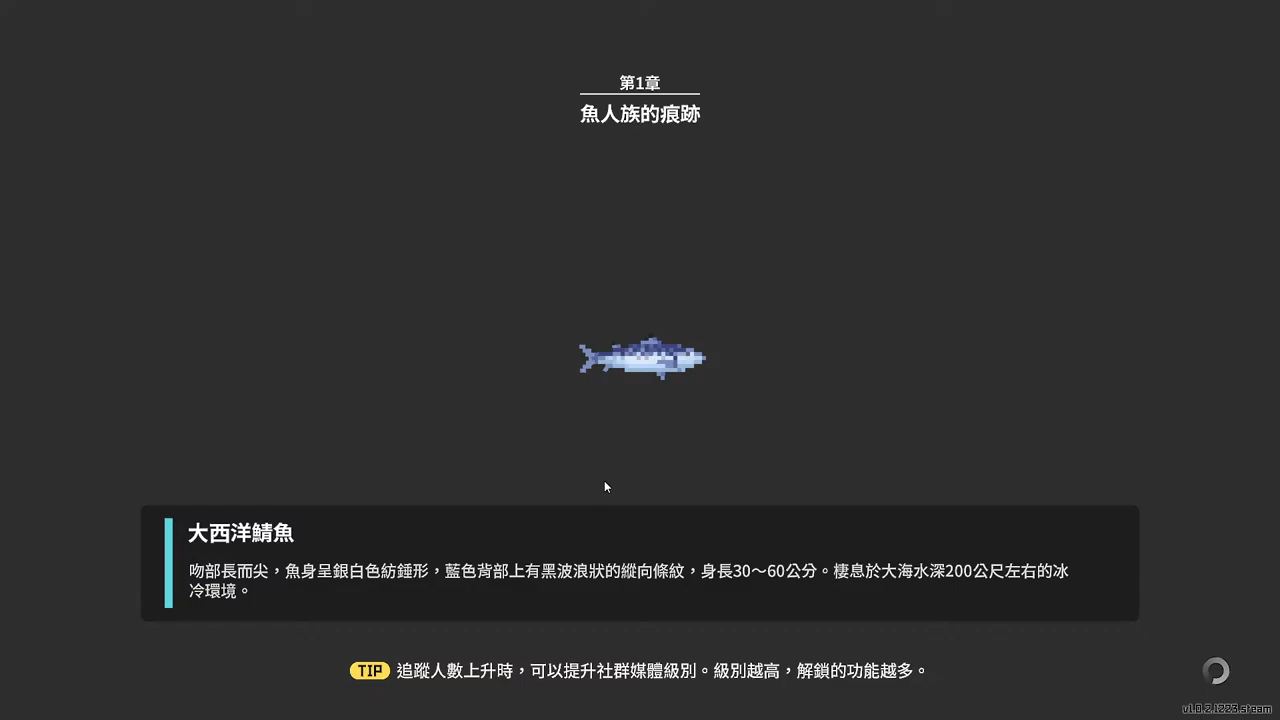 第1章
魚人族的痕跡
大西洋鯖魚
吻部長而尖，魚身呈銀白色紡錘形，藍色背部上有黑波浪狀的縱向條紋，身長30～60公分。棲息於大海水深200公尺左右的冰
冷環境。
TIP 追蹤人數上升時，可以提升社群媒體級別。級別越高，解鎖的功能越多。
v1.0.2.1223.steam